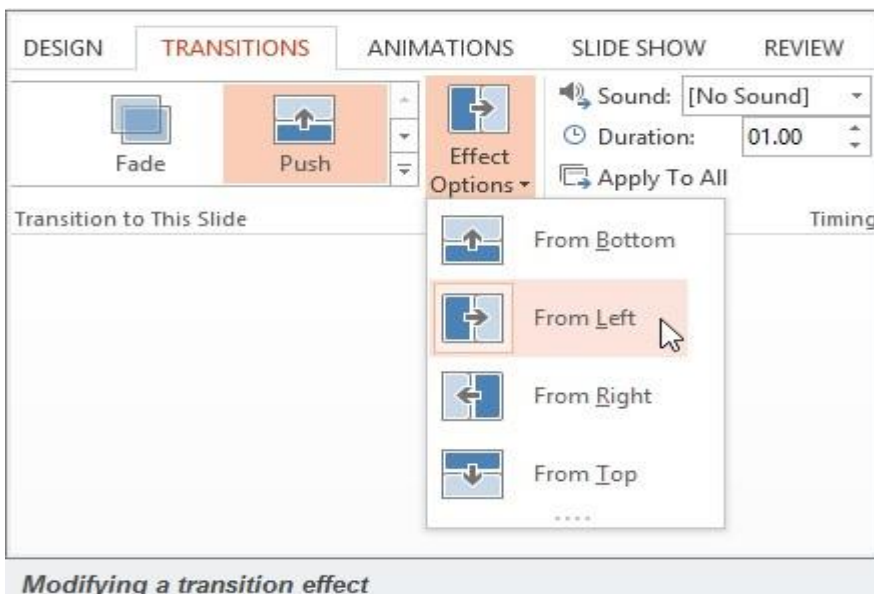 DESIGN TRANSITIONS ANIMATIONS SLIDE SHOW REVIEW
Fade Push Effect Options Sound: [No Sound]
Duration: 01.00
Apply To All
Transition to This Slide Timing
From Bottom
From Left
From Right
From Top
Modifying a transition effect